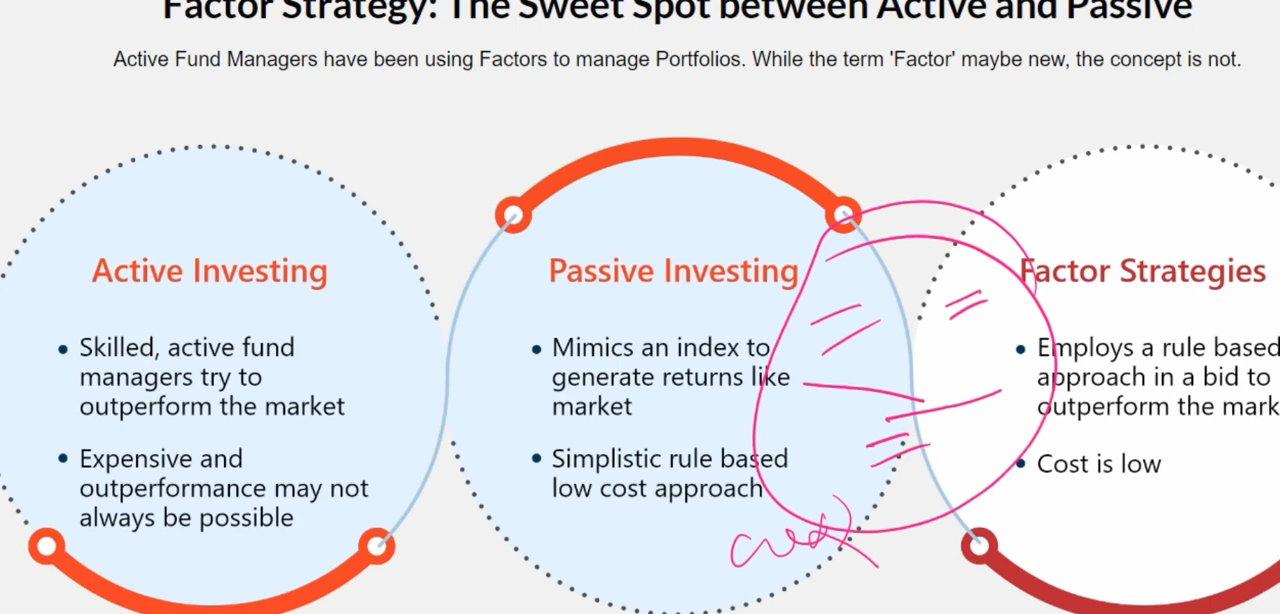 Factor Strategy: The Sweet Spot between Active and Passive
Active Fund Managers have been using Factors to manage Portfolios. While the term 'Factor' maybe new, the concept is not.
Active Investing
Skilled, active fund
managers try to
outperform the market
Expensive and
outperformance may not
always be possible
Passive Investing
Mimics an index to
generate returns like
market
Simplistic rule based
low cost approach
Factor Strategies
Employs a rule based
approach in a bid to
outperform the mark
Cost is low